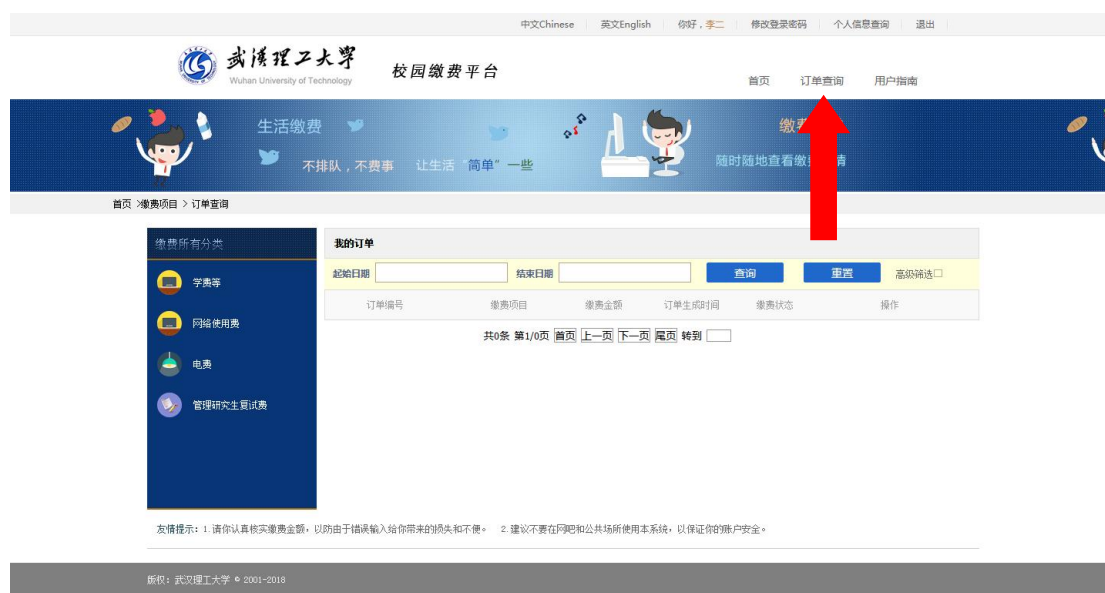 中文Chinese 英文English 你好，李二 修改登录密码 个人信息查询 退出
武汉理工大学
Wuhan University of Technology
校园缴费平台
首页 订单查询 用户指南
生活缴费
不排队，不费事 让生活“简单”一些
缴
随时随地查看缴 情
首页 >缴费项目 > 订单查询
缴费所有分类
学费等
网络使用费
电费
管理研究生复试费
我的订单
起始日期 结束日期 查询 重置 高级筛选
订单编号 缴费项目 缴费金额 订单生成时间 缴费状态 操作
共0条 第1/0页 首页 上一页 下一页 尾页 转到
友情提示：1.请你认真核实缴费金额，以防由于错误输入给你带来的损失和不便。 2.建议不要在网吧和公共场所使用本系统，以保证你的账户安全。
版权：武汉理工大学 © 2001-2018